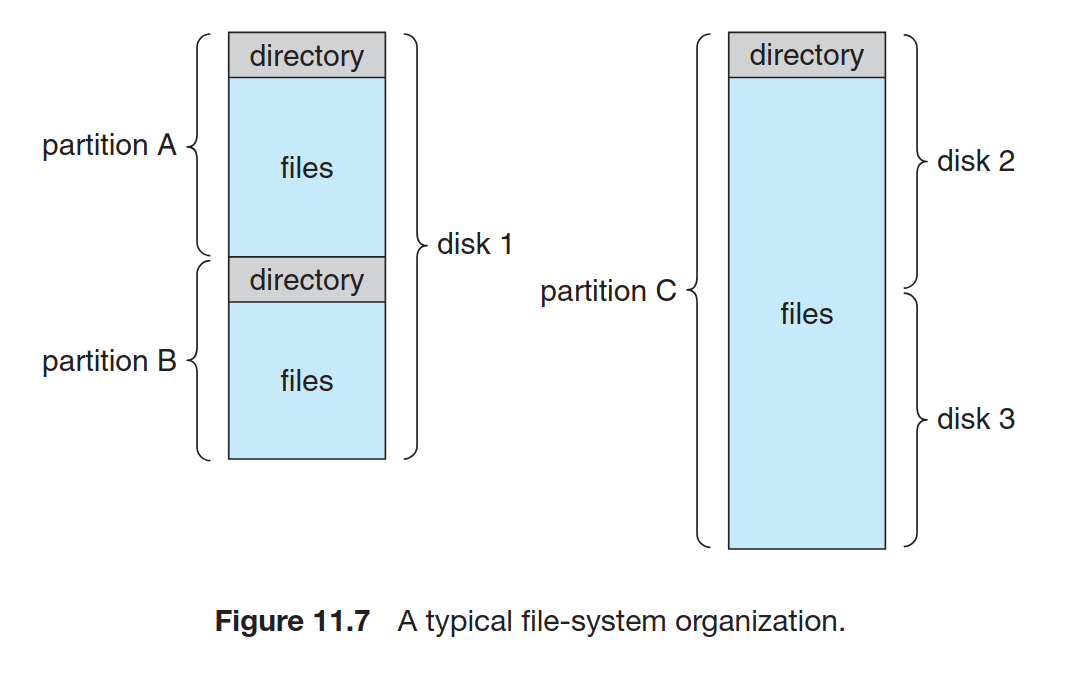 directory
partition A
files
disk 1
directory
partition B
files
directory
disk 2
partition C
files
disk 3
Figure 11.7 A typical file-system organization.